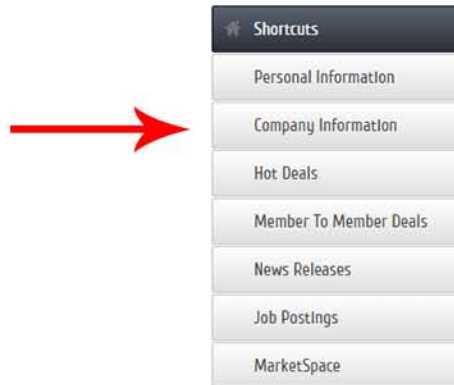 Shortcuts
Personal Information
Company Information
Hot Deals
Member To Member Deals
News Releases
Job Postings
MarketSpace